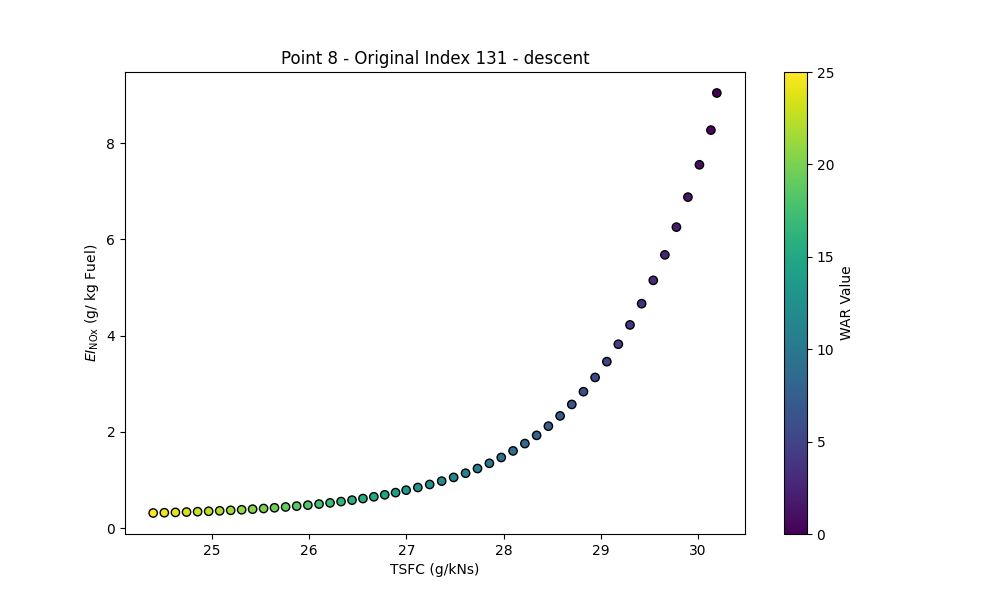 Point 8 - Original Index 131 - descent
EI_NOx (g/ kg Fuel)
8
6
4
2
0
25 26 27 28 29 30
TSFC (g/kNs)
25
20
15
10
5
0
WAR Value